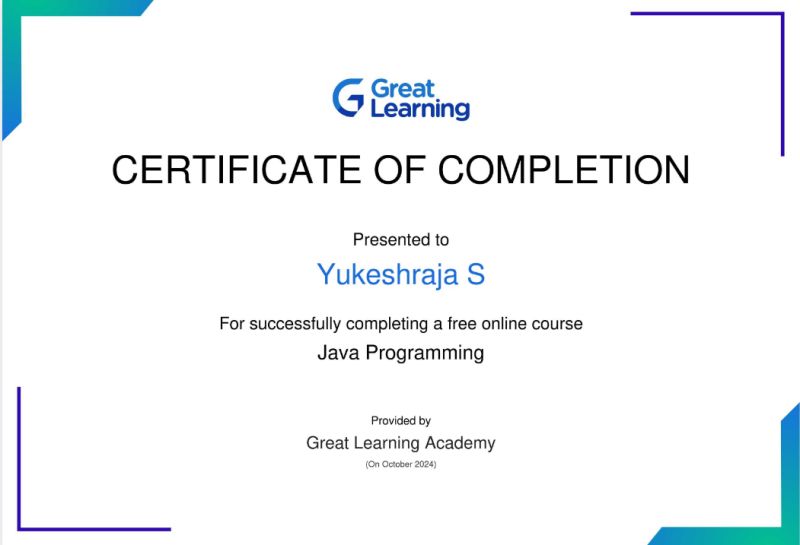 Great
Learning
CERTIFICATE OF COMPLETION
Presented to
Yukeshraja S
For successfully completing a free online course
Java Programming
Provided by
Great Learning Academy
(On October 2024)